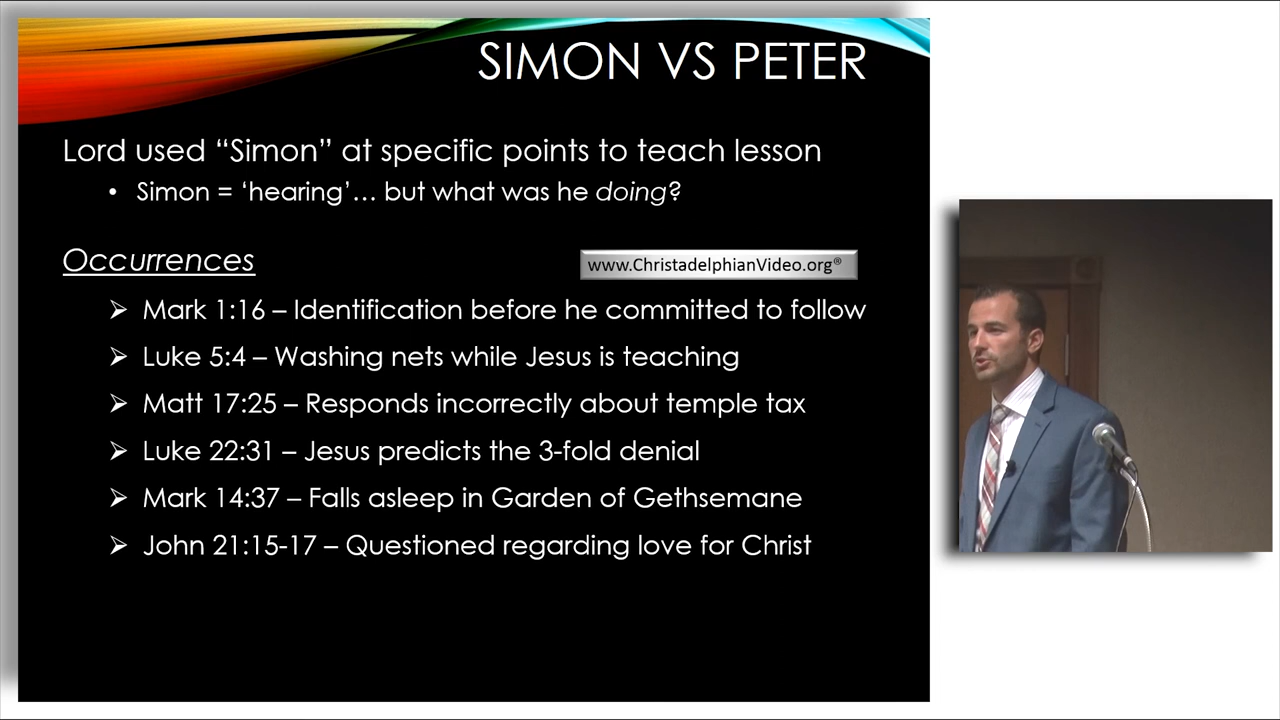 SIMON VS PETER
Lord used “Simon” at specific points to teach lesson
• Simon = ‘hearing’… but what was he doing?
Occurrences
www.ChristadelphianVideo.org®
➢ Mark 1:16 – Identification before he committed to follow
➢ Luke 5:4 – Washing nets while Jesus is teaching
➢ Matt 17:25 – Responds incorrectly about temple tax
➢ Luke 22:31 – Jesus predicts the 3-fold denial
➢ Mark 14:37 – Falls asleep in Garden of Gethsemane
➢ John 21:15-17 – Questioned regarding love for Christ